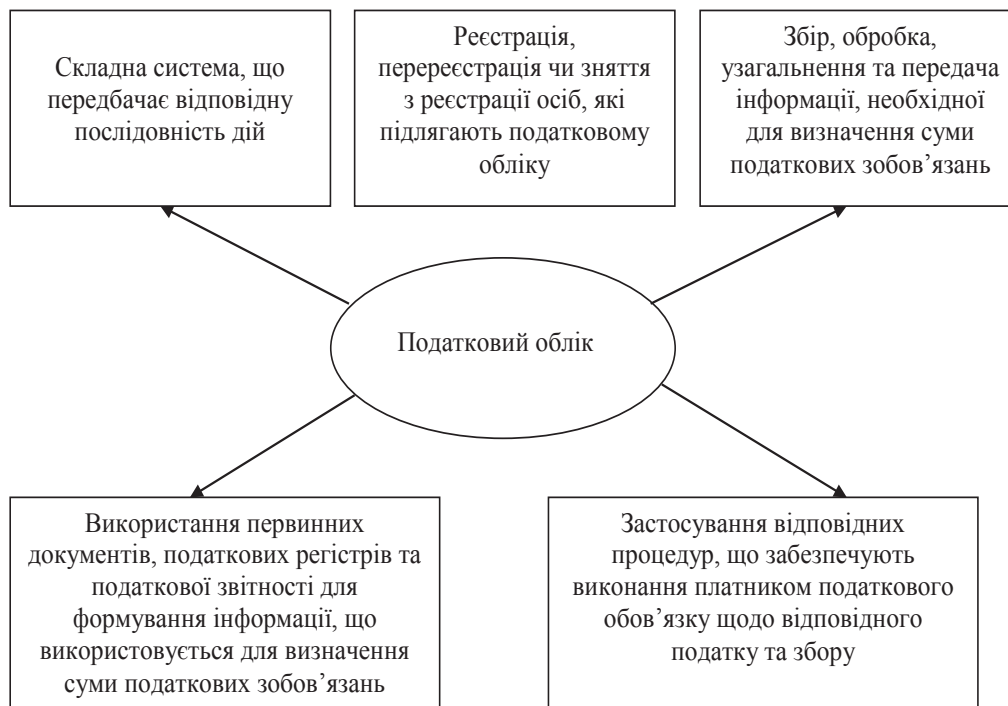 Складна система, що
передбачає відповідну
послідовність дій
Реєстрація,
перереєстрація чи зняття
з реєстрації осіб, які
підлягають податковому
обліку
Збір, обробка,
узагальнення та передача
інформації, необхідної
для визначення суми
податкових зобов’язань
Податковий облік
Використання первинних
документів, податкових регістрів та
податкової звітності для
формування інформації, що
використовується для визначення
суми податкових зобов’язань
Застосування відповідних
процедур, що забезпечують
виконання платником податкового
обов’язку щодо відповідного
податку та збору